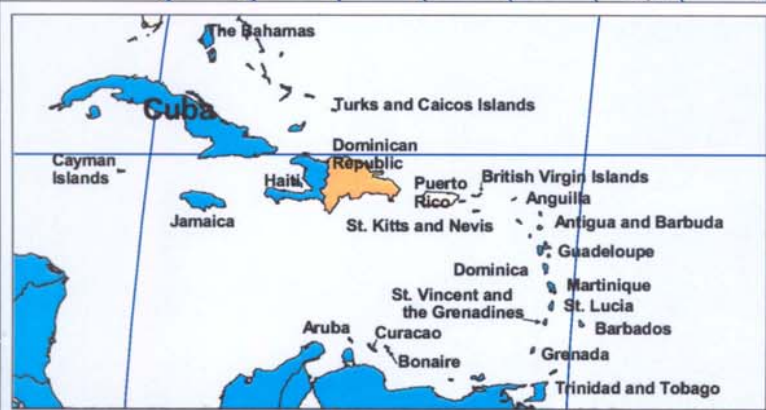 The Bahamas
Cuba
Turks and Caicos Islands
Dominican
Republic
Cayman
Islands
Haiti
Puerto
Rico
British Virgin Islands
Anguilla
Jamaica
St. Kitts and Nevis
Antigua and Barbuda
Guadeloupe
Dominica
Martinique
St. Vincent and
the Grenadines
St. Lucia
Barbados
Aruba
Curacao
Bonaire
Grenada
Trinidad and Tobago